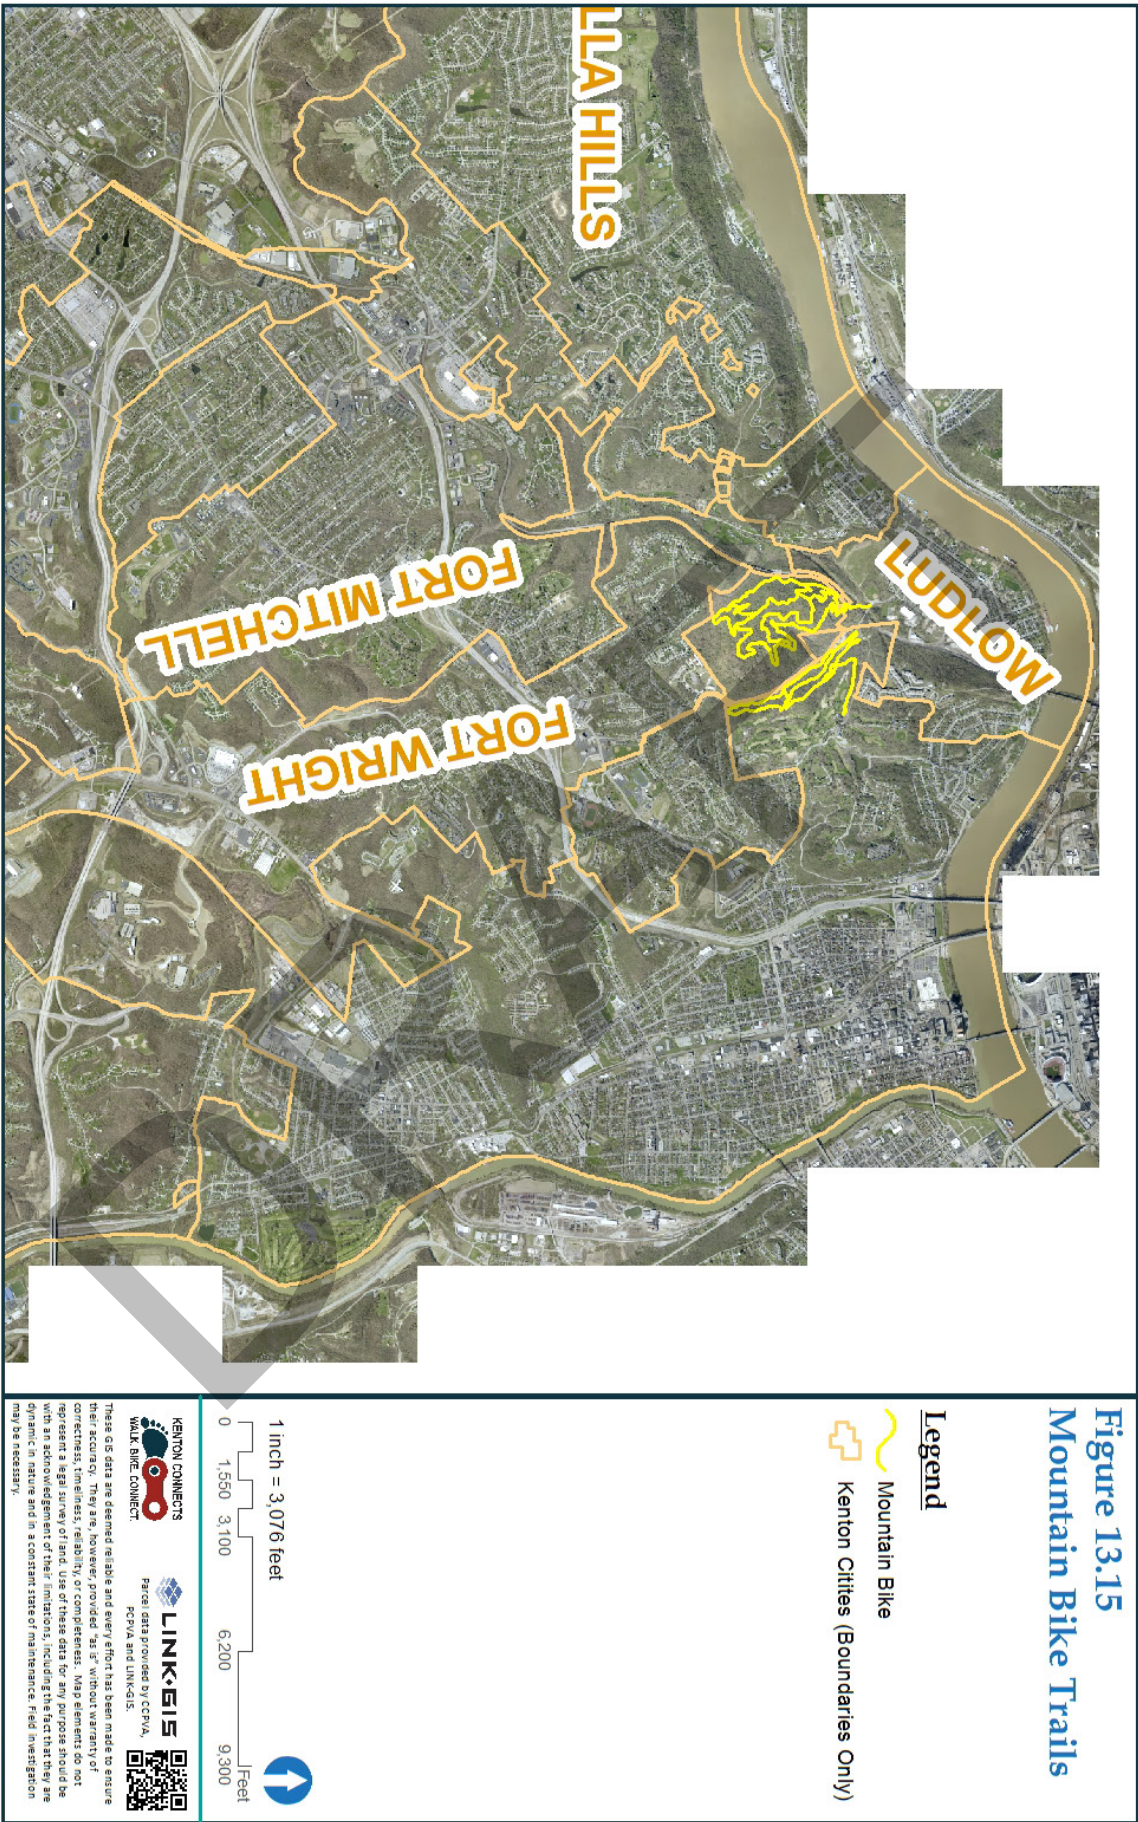 Figure 13.15
Mountain Bike Trails
Legend
Mountain Bike
Kenton Citites (Boundaries Only)
1 inch = 3,076 feet
0 1,550 3,100 6,200 9,300
Feet
KENTON CONNECTS
WALK. BIKE. CONNECT.
LINK•GIS
Parcel data provided by CCPVA,
PCPVA and LINK-GIS.
These GIS data are deemed reliable and every effort has been made to ensure
their accuracy. They are, however, provided "as is" without warranty of
correctness, timeliness, reliability, or completeness. Map elements do not
represent a legal survey of land. Use of these data for any purpose should be
with an acknowledgement of their limitations, including the fact that they are
dynamic in nature and in a constant state of maintenance. Field investigation
may be necessary.
LLA HILLS
LUDLOW
FORT MITCHELL
FORT WRIGHT
DRAFT